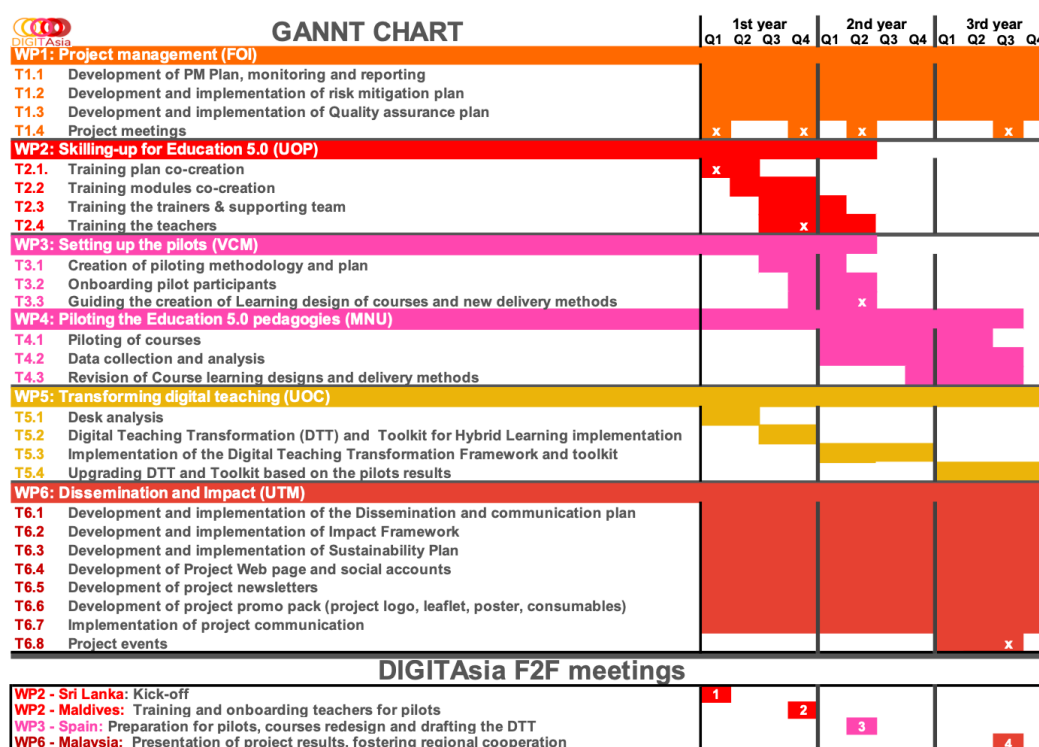 DIGITAsia
GANNT CHART
1st year 2nd year 3rd year
Q1 Q2 Q3 Q4 Q1 Q2 Q3 Q4 Q1 Q2 Q3 Q4
WP1: Project management (FOI)
T1.1 Development of PM Plan, monitoring and reporting
T1.2 Development and implementation of risk mitigation plan
T1.3 Development and implementation of Quality assurance plan
T1.4 Project meetings x x x x
WP2: Skilling-up for Education 5.0 (UOP)
T2.1. Training plan co-creation x
T2.2 Training modules co-creation
T2.3 Training the trainers & supporting team
T2.4 Training the teachers x
WP3: Setting up the pilots (VCM)
T3.1 Creation of piloting methodology and plan
T3.2 Onboarding pilot participants
T3.3 Guiding the creation of Learning design of courses and new delivery methods x
WP4: Piloting the Education 5.0 pedagogies (MNU)
T4.1 Piloting of courses
T4.2 Data collection and analysis
T4.3 Revision of Course learning designs and delivery methods
WP5: Transforming digital teaching (UOC)
T5.1 Desk analysis
T5.2 Digital Teaching Transformation (DTT) and Toolkit for Hybrid Learning implementation
T5.3 Implementation of the Digital Teaching Transformation Framework and toolkit
T5.4 Upgrading DTT and Toolkit based on the pilots results
WP6: Dissemination and Impact (UTM)
T6.1 Development and implementation of the Dissemination and communication plan
T6.2 Development and implementation of Impact Framework
T6.3 Development and implementation of Sustainability Plan
T6.4 Development of Project Web page and social accounts
T6.5 Development of project newsletters
T6.6 Development of project promo pack (project logo, leaflet, poster, consumables)
T6.7 Implementation of project communication
T6.8 Project events x
DIGITAsia F2F meetings
WP2 - Sri Lanka: Kick-off 1
WP2 - Maldives: Training and onboarding teachers for pilots 2
WP3 - Spain: Preparation for pilots, courses redesign and drafting the DTT 3
WP6 - Malaysia: Presentation of project results, fostering regional cooperation 4